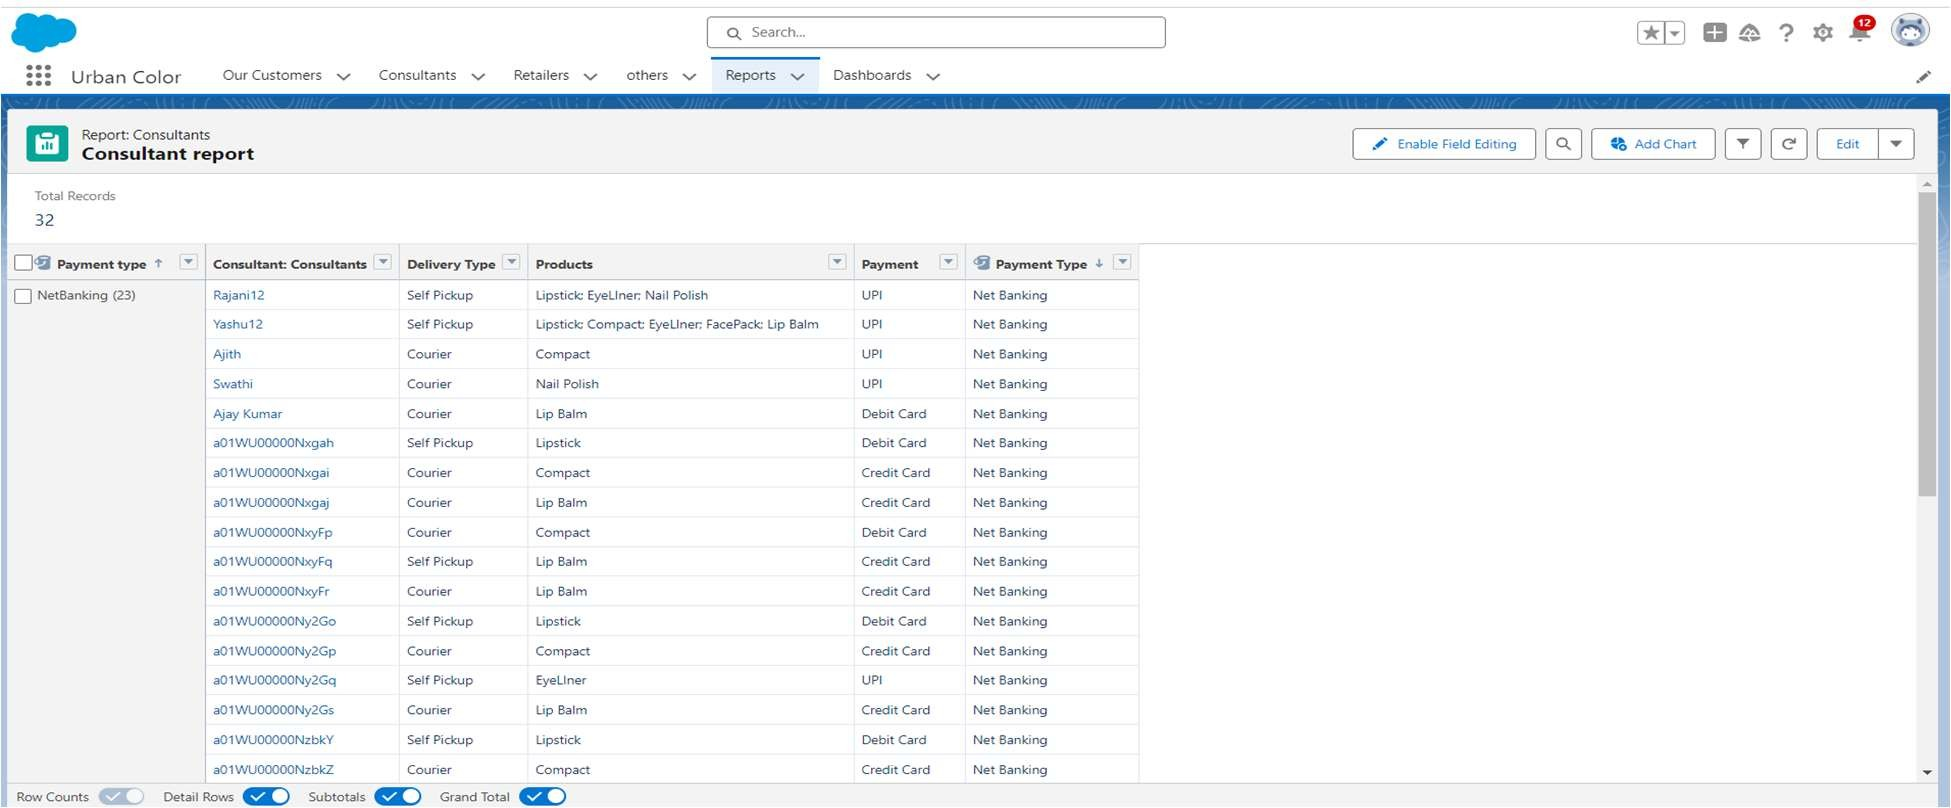 Search...
12
Urban Color Our Customers Consultants Retailers others Reports Dashboards
Report: Consultants
Consultant report
Enable Field Editing Add Chart Edit
Total Records
32
Payment type ↑ Consultant: Consultants Delivery Type Products Payment Payment Type ↓
NetBanking (23) Rajani12 Self Pickup Lipstick; EyeLIner; Nail Polish UPI Net Banking
Yashu12 Self Pickup Lipstick; Compact; EyeLIner; FacePack; Lip Balm UPI Net Banking
Ajith Courier Compact UPI Net Banking
Swathi Courier Nail Polish UPI Net Banking
Ajay Kumar Courier Lip Balm Debit Card Net Banking
a01WU00000Nxgah Self Pickup Lipstick Debit Card Net Banking
a01WU00000Nxgai Courier Compact Credit Card Net Banking
a01WU00000Nxgaj Courier Lip Balm Credit Card Net Banking
a01WU00000NxyFp Courier Compact Debit Card Net Banking
a01WU00000NxyFq Self Pickup Lip Balm Credit Card Net Banking
a01WU00000NxyFr Courier Lip Balm Credit Card Net Banking
a01WU00000Ny2Go Self Pickup Lipstick Debit Card Net Banking
a01WU00000Ny2Gp Courier Compact Credit Card Net Banking
a01WU00000Ny2Gq Self Pickup EyeLIner UPI Net Banking
a01WU00000Ny2Gs Courier Lip Balm Credit Card Net Banking
a01WU00000NzbkY Self Pickup Lipstick Debit Card Net Banking
a01WU00000NzbkZ Courier Compact Credit Card Net Banking
Row Counts Detail Rows Subtotals Grand Total